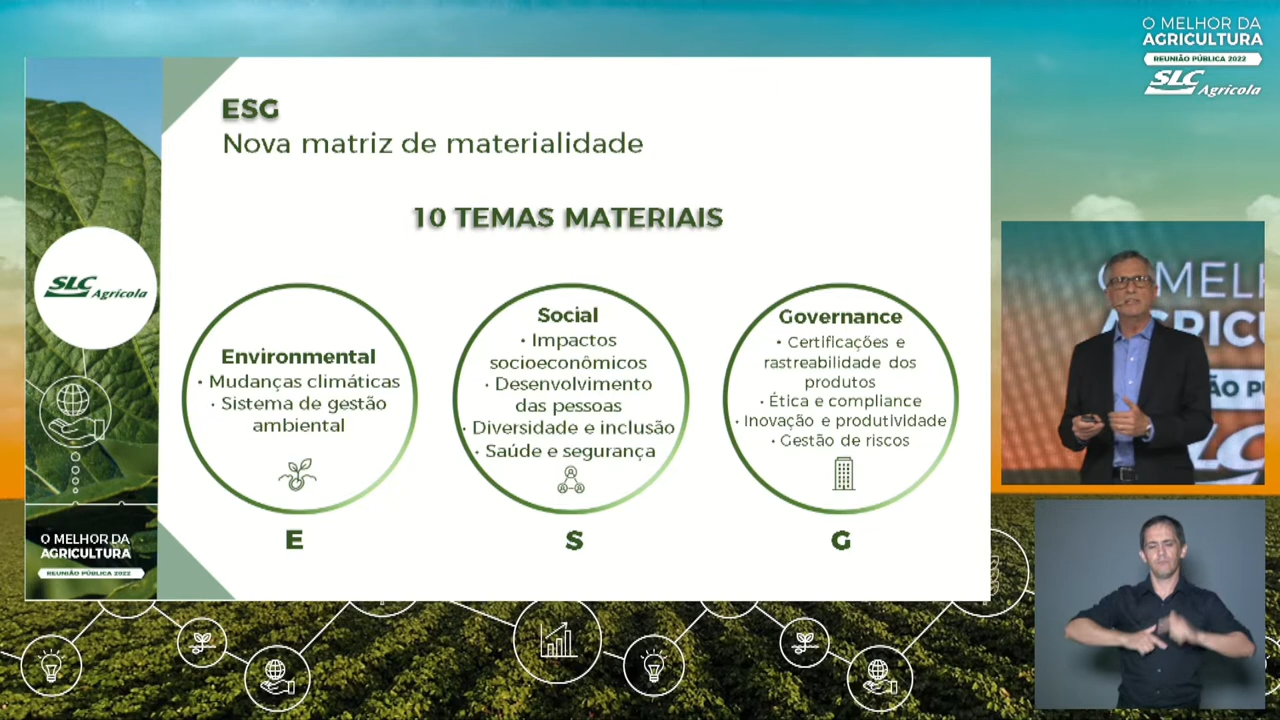 O MELHOR DA
AGRICULTURA
REUNIÃO PÚBLICA 2022
SLC Agrícola
ESG
Nova matriz de materialidade
10 TEMAS MATERIAIS
SLC Agrícola
Environmental
• Mudanças climáticas
• Sistema de gestão
ambiental
E
Social
• Impactos
socioeconômicos
• Desenvolvimento
das pessoas
• Diversidade e inclusão
• Saúde e segurança
S
Governance
• Certificações e
rastreabilidade dos
produtos
• Ética e compliance
• Inovação e produtividade
• Gestão de riscos
G
O MELHOR DA
AGRICULTURA
REUNIÃO PÚBLICA 2022